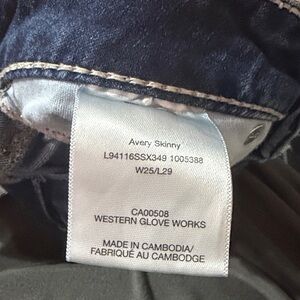 Avery Skinny
L94116SSX349 1005388
W25/L29
CA00508
WESTERN GLOVE WORKS
MADE IN CAMBODIA/
FABRIQUÉ AU CAMBODGE